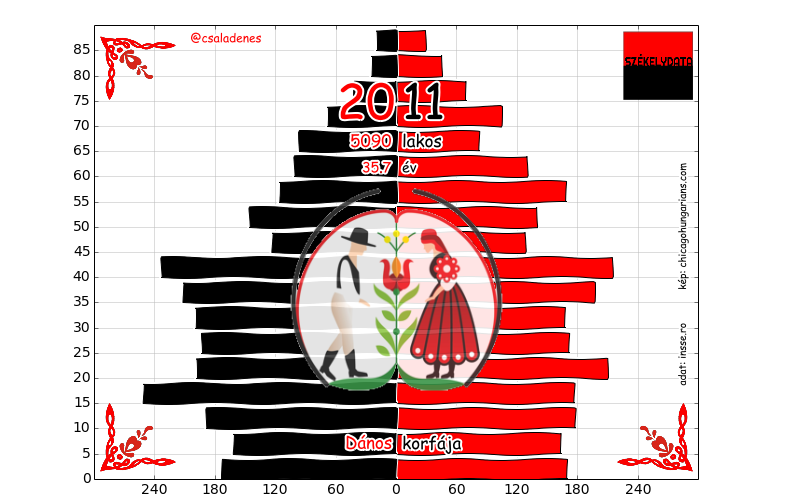 @csaladenes
SZÉKELYDATA
2011
5090 lakos
35.7 év
Dános korfája
kép: chicagohungarians.com
adat: insse.ro
85
80
75
70
65
60
55
50
45
40
35
30
25
20
15
10
5
0
240 180 120 60 0 60 120 180 240